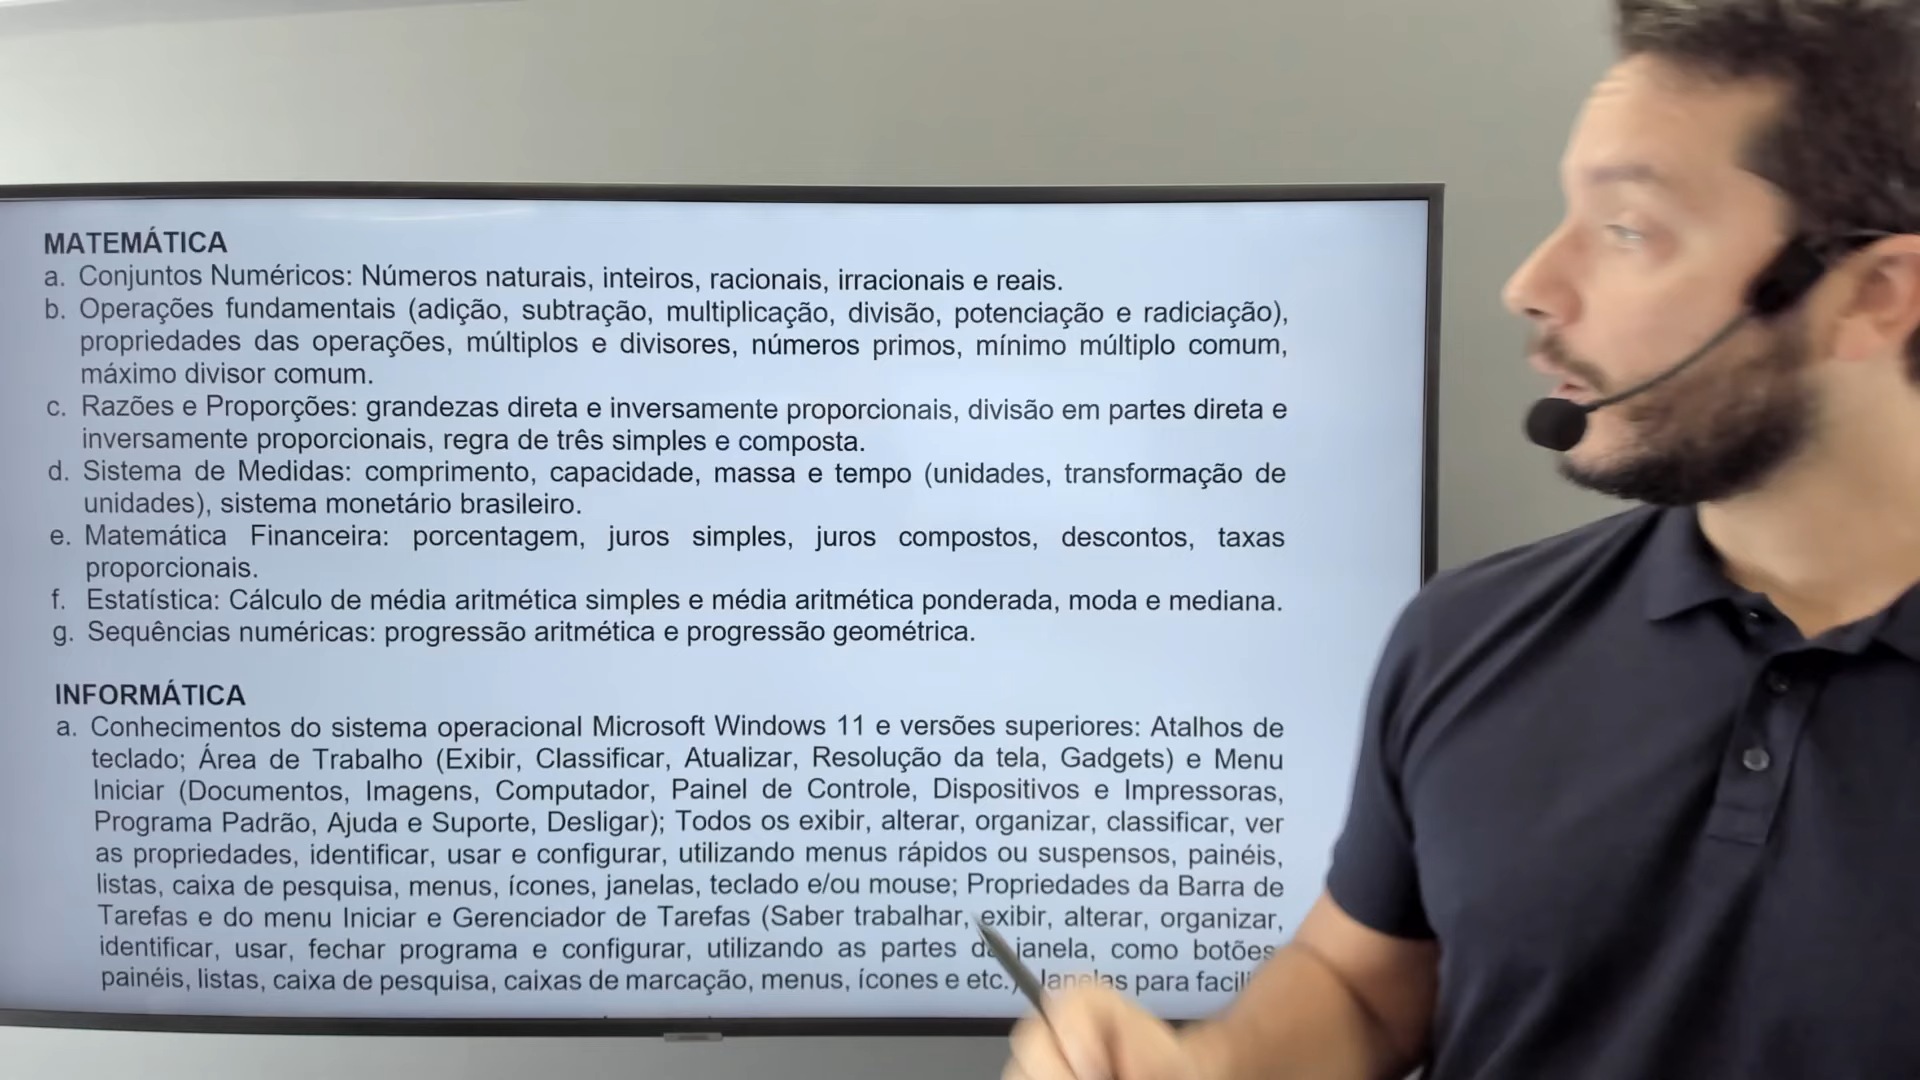 MATEMÁTICA
a. Conjuntos Numéricos: Números naturais, inteiros, racionais, irracionais e reais.
b. Operações fundamentais (adição, subtração, multiplicação, divisão, potenciação e radiciação),
propriedades das operações, múltiplos e divisores, números primos, mínimo múltiplo comum,
máximo divisor comum.
c. Razões e Proporções: grandezas direta e inversamente proporcionais, divisão em partes direta e
inversamente proporcionais, regra de três simples e composta.
d. Sistema de Medidas: comprimento, capacidade, massa e tempo (unidades, transformação de
unidades), sistema monetário brasileiro.
e. Matemática Financeira: porcentagem, juros simples, juros compostos, descontos, taxas
proporcionais.
f. Estatística: Cálculo de média aritmética simples e média aritmética ponderada, moda e mediana.
g. Sequências numéricas: progressão aritmética e progressão geométrica.
INFORMÁTICA
a. Conhecimentos do sistema operacional Microsoft Windows 11 e versões superiores: Atalhos de
teclado; Área de Trabalho (Exibir, Classificar, Atualizar, Resolução da tela, Gadgets) e Menu
Iniciar (Documentos, Imagens, Computador, Painel de Controle, Dispositivos e Impressoras,
Programa Padrão, Ajuda e Suporte, Desligar); Todos os exibir, alterar, organizar, classificar, ver
as propriedades, identificar, usar e configurar, utilizando menus rápidos ou suspensos, painéis,
listas, caixa de pesquisa, menus, ícones, janelas, teclado e/ou mouse; Propriedades da Barra de
Tarefas e do menu Iniciar e Gerenciador de Tarefas (Saber trabalhar, exibir, alterar, organizar,
identificar, usar, fechar programa e configurar, utilizando as partes da janela, como botões
painéis, listas, caixa de pesquisa, caixas de marcação, menus, ícones e etc.) Janelas para